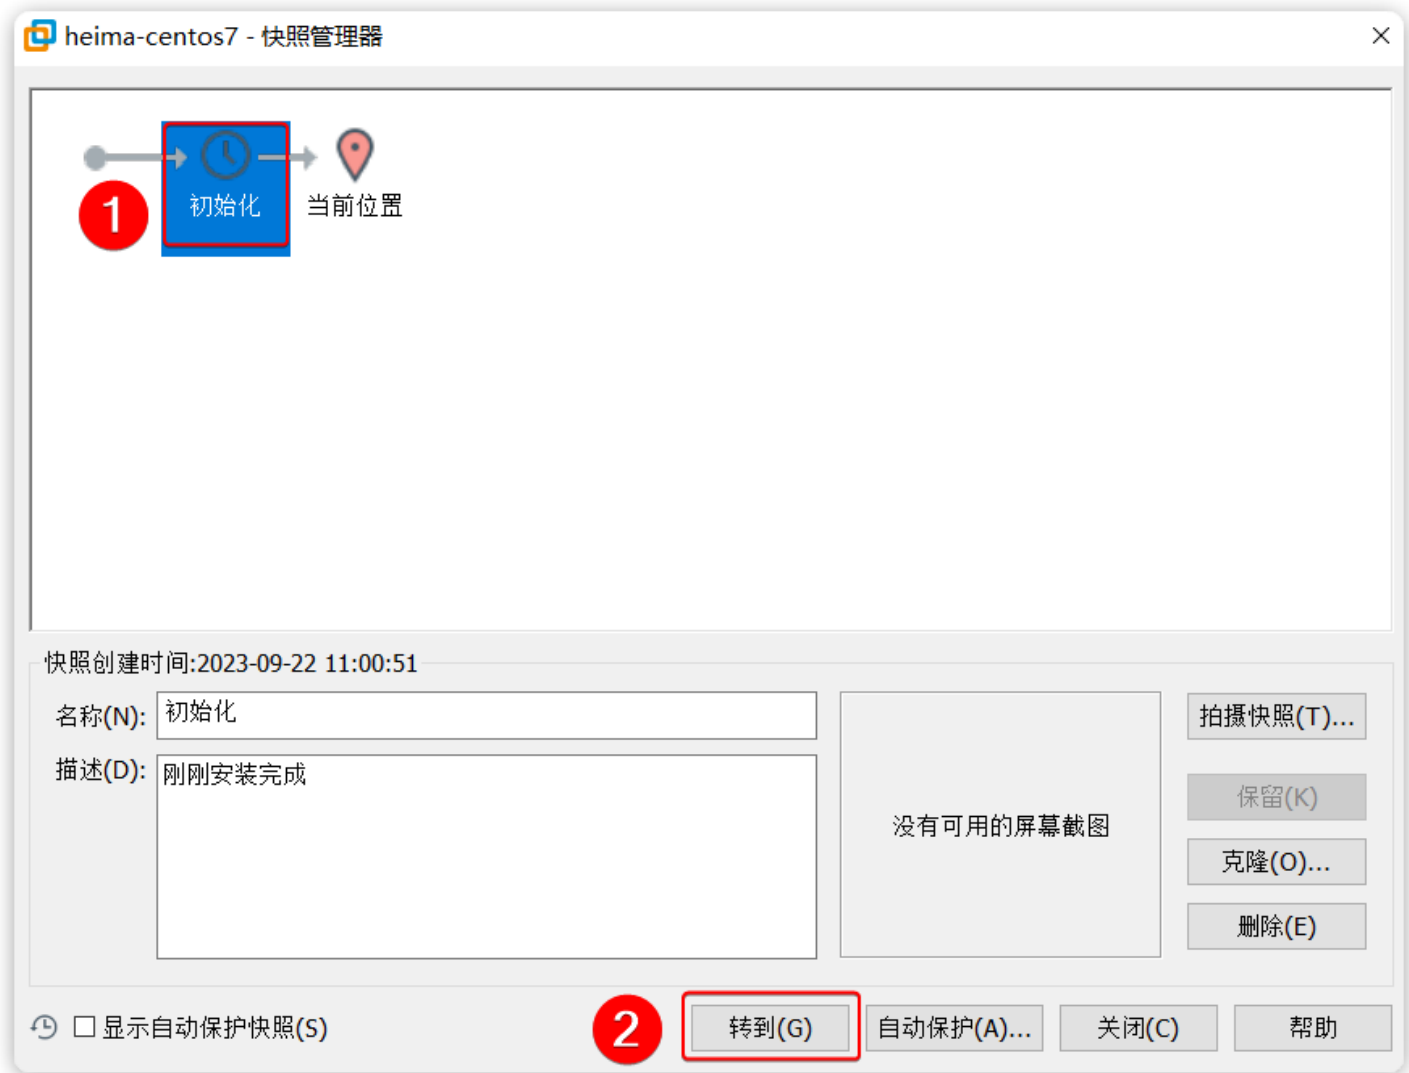 heima-centos7 - 快照管理器
1
初始化
当前位置
快照创建时间:2023-09-22 11:00:51
名称(N):
初始化
描述(D):
刚刚安装完成
没有可用的屏幕截图
拍摄快照(T)...
保留(K)
克隆(O)...
删除(E)
显示自动保护快照(S)
2
转到(G)
自动保护(A)...
关闭(C)
帮助